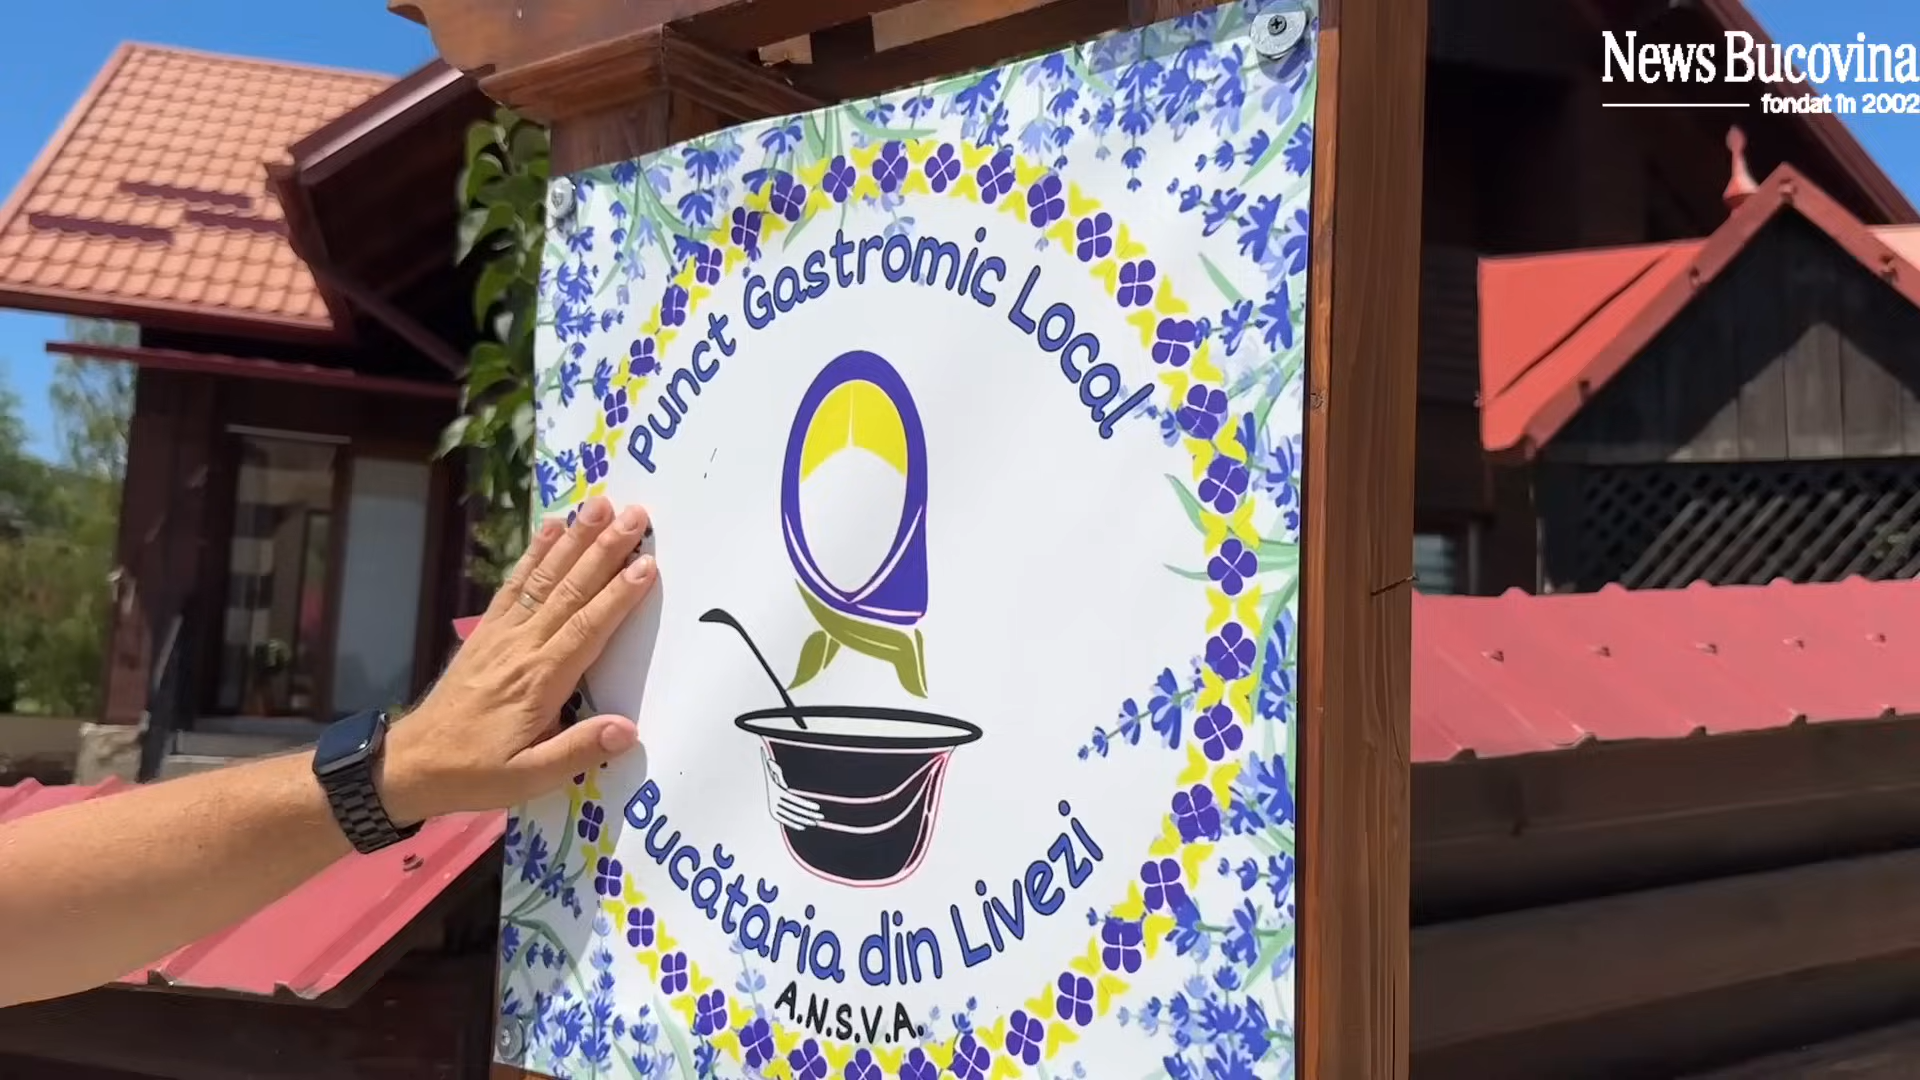 News Bucovina
fondat în 2002
Punct Gastromic Local
Bucătăria din Livezi
A.N.S.V.A.